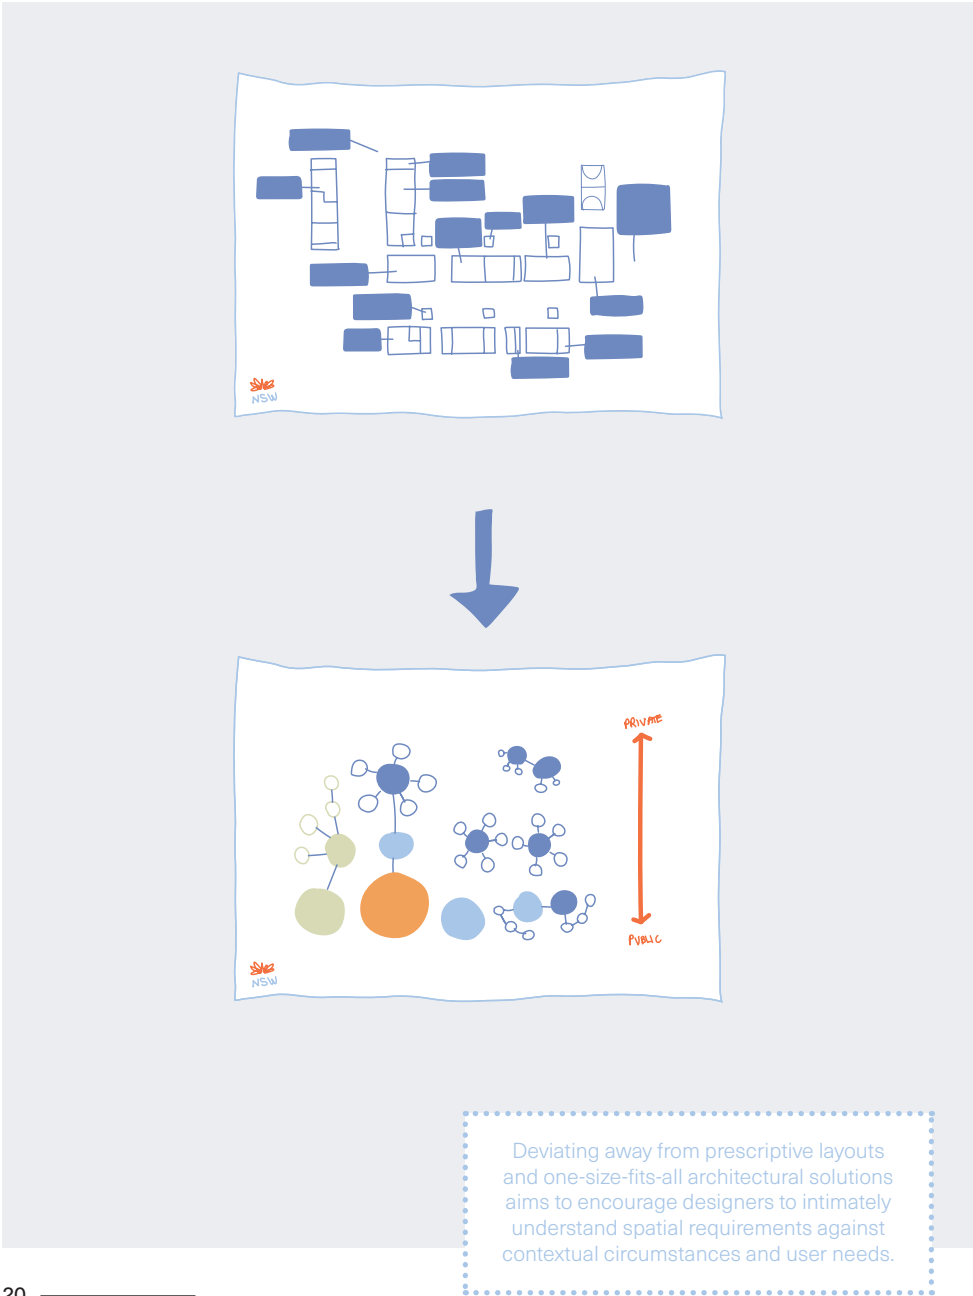 NSW
PRIVATE
PUBLIC
NSW
Deviating away from prescriptive layouts
and one-size-fits-all architectural solutions
aims to encourage designers to intimately
understand spatial requirements against
contextual circumstances and user needs.
20